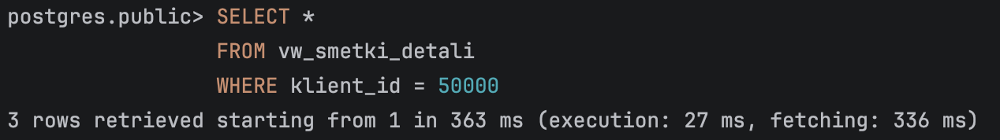 postgres.public> SELECT *
FROM vw_smetki_detali
WHERE klient_id = 50000
3 rows retrieved starting from 1 in 363 ms (execution: 27 ms, fetching: 336 ms)